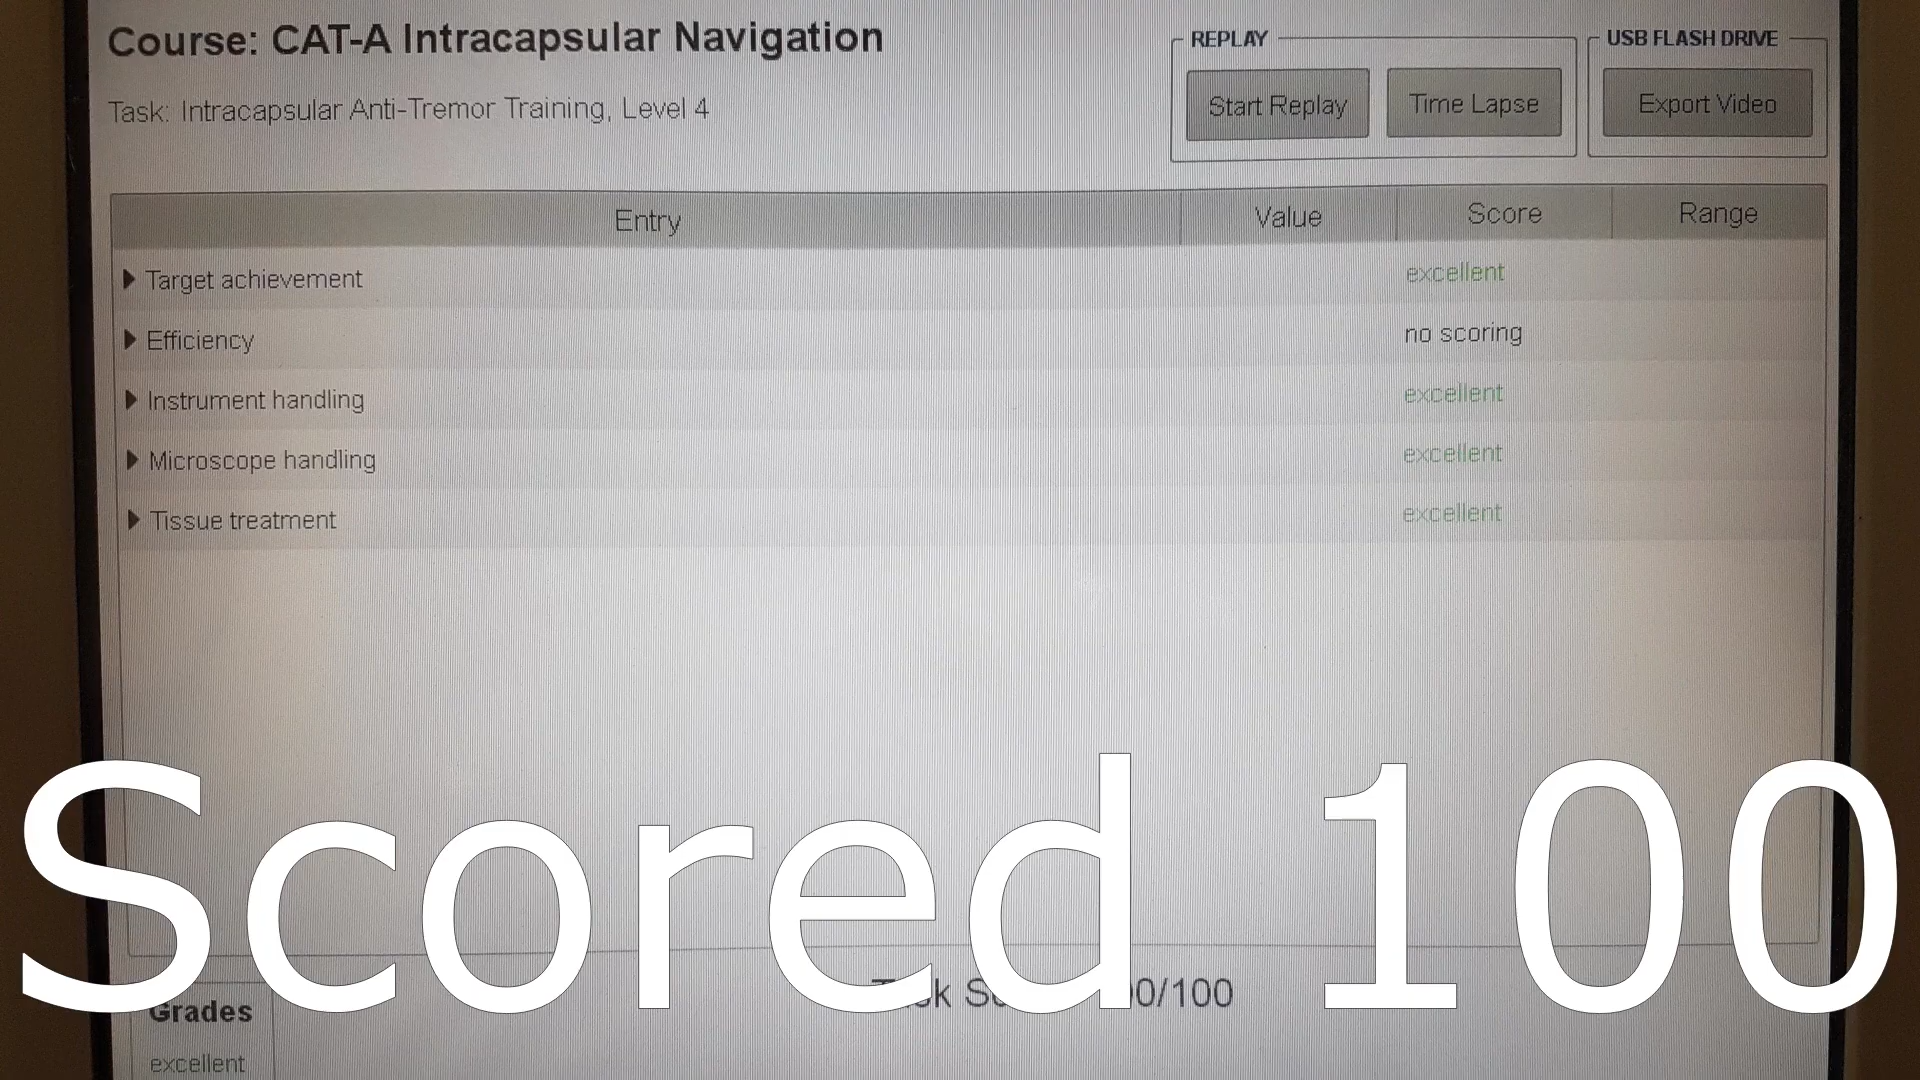 Course: CAT-A Intracapsular Navigation
Task: Intracapsular Anti-Tremor Training, Level 4
REPLAY
Start Replay
Time Lapse
USB FLASH DRIVE
Export Video
Entry Value Score Range
Target achievement excellent
Efficiency no scoring
Instrument handling excellent
Microscope handling excellent
Tissue treatment excellent
Scored 100
0/100
Grades
excellent